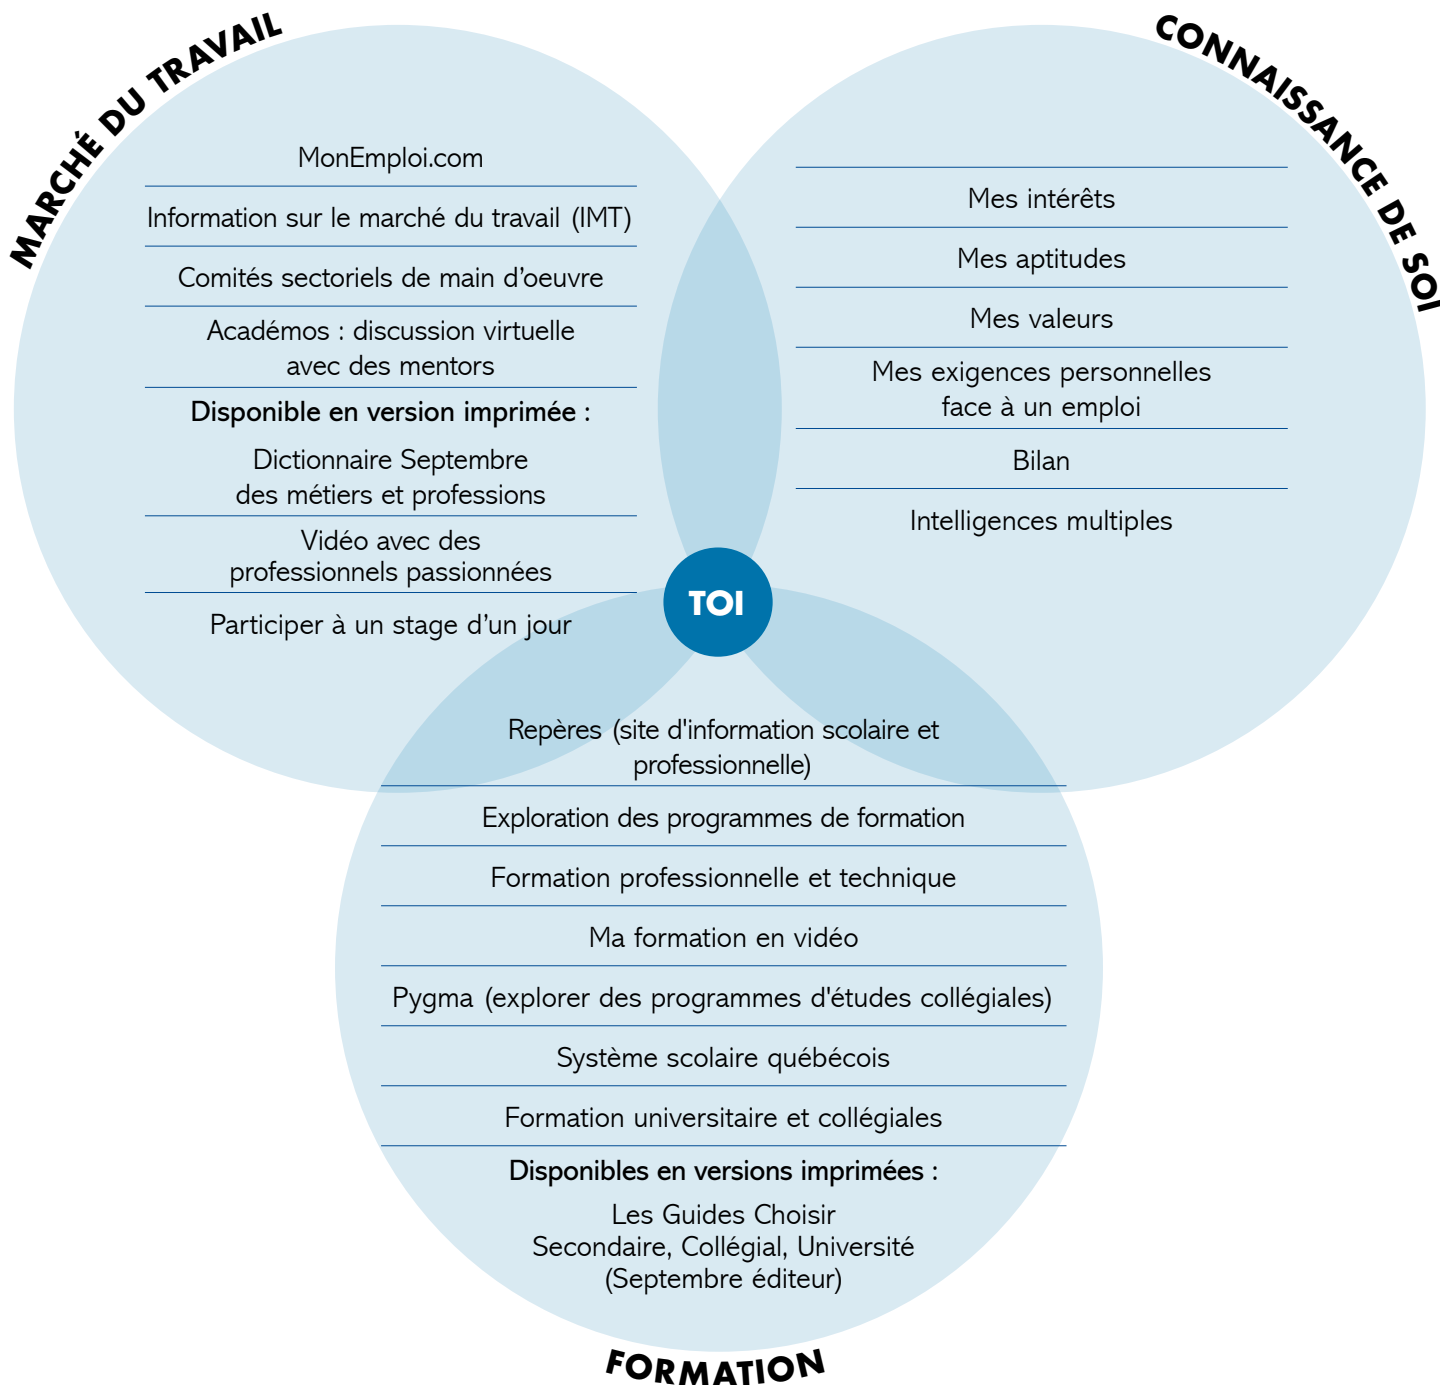 MARCHÉ DU TRAVAIL
MonEmploi.com
Information sur le marché du travail (IMT)
Comités sectoriels de main d’oeuvre
Académos : discussion virtuelle
avec des mentors
Disponible en version imprimée :
Dictionnaire Septembre
des métiers et professions
Vidéo avec des
professionnels passionnées
Participer à un stage d’un jour
CONNAISSANCE DE SOI
Mes intérêts
Mes aptitudes
Mes valeurs
Mes exigences personnelles
face à un emploi
Bilan
Intelligences multiples
TOI
Repères (site d'information scolaire et
professionnelle)
Exploration des programmes de formation
Formation professionnelle et technique
Ma formation en vidéo
Pygma (explorer des programmes d'études collégiales)
Système scolaire québécois
Formation universitaire et collégiales
Disponibles en versions imprimées :
Les Guides Choisir
Secondaire, Collégial, Université
(Septembre éditeur)
FORMATION